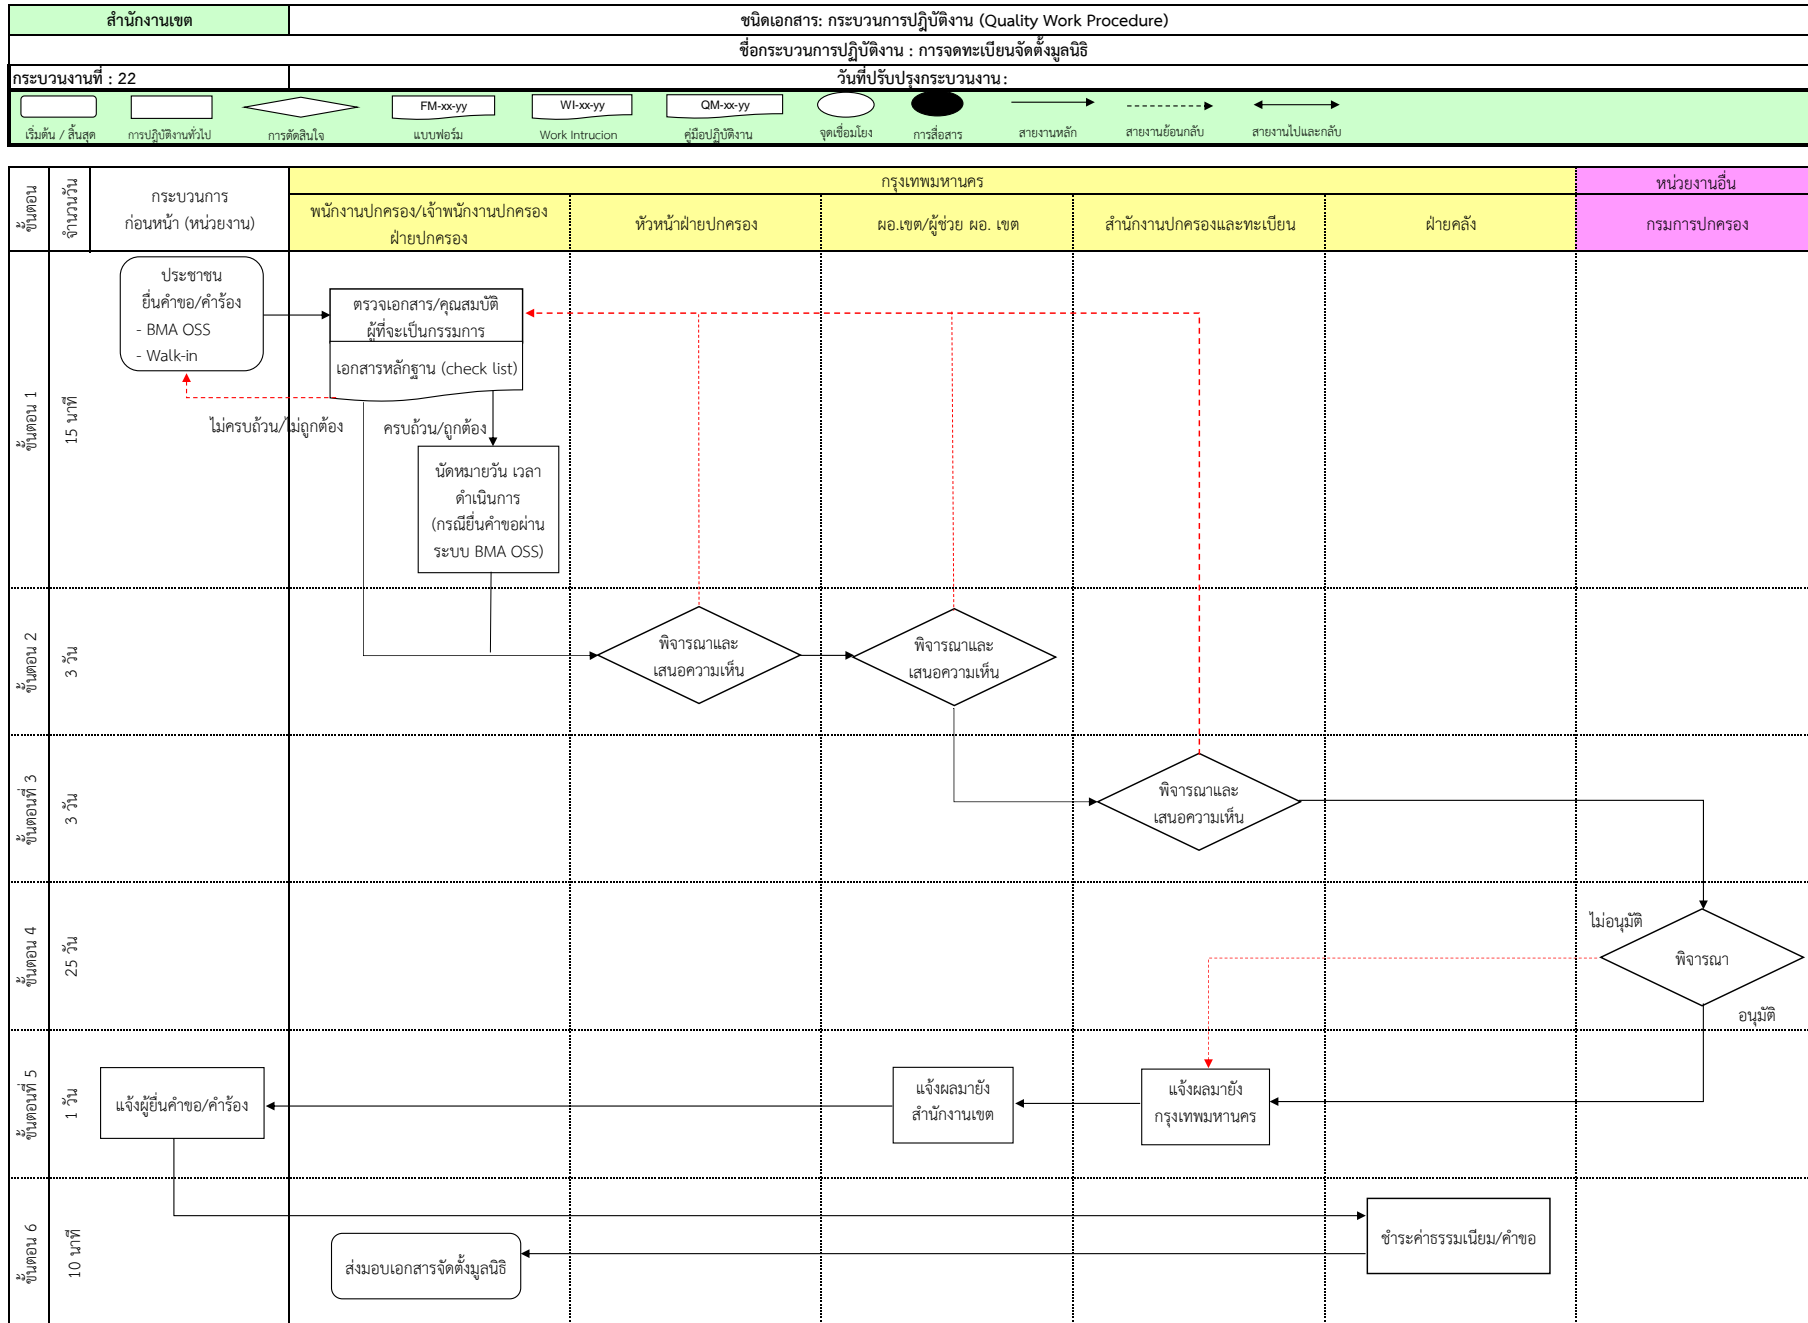 สำนักงานเขต
ชนิดเอกสาร: กระบวนการปฏิบัติงาน (Quality Work Procedure)
ชื่อกระบวนการปฏิบัติงาน : การจดทะเบียนจัดตั้งมูลนิธิ
กระบวนงานที่ : 22
วันที่ปรับปรุงกระบวนงาน :
FM-xx-yy
WI-xx-yy
QM-xx-yy
เริ่มต้น / สิ้นสุด
การปฏิบัติงานทั่วไป
การตัดสินใจ
แบบฟอร์ม
Work Intrucion
คู่มือปฏิบัติงาน
จุดเชื่อมโยง
การสื่อสาร
สายงานหลัก
สายงานย้อนกลับ
สายงานไปและกลับ
ขั้นตอน
จำนวนวัน
กระบวนการ
ก่อนหน้า (หน่วยงาน)
กรุงเทพมหานคร
หน่วยงานอื่น
พนักงานปกครอง/เจ้าพนักงานปกครอง
ฝ่ายปกครอง
หัวหน้าฝ่ายปกครอง
ผอ.เขต/ผู้ช่วย ผอ. เขต
สำนักงานปกครองและทะเบียน
ฝ่ายคลัง
กรมการปกครอง
ขั้นตอน 1
15 นาที
ประชาชน
ยื่นคำขอ/คำร้อง
- BMA OSS
- Walk-in
ตรวจเอกสาร/คุณสมบัติ
ผู้ที่จะเป็นกรรมการ
เอกสารหลักฐาน (check list)
ไม่ครบถ้วน/ไม่ถูกต้อง
ครบถ้วน/ถูกต้อง
นัดหมายวัน เวลา
ดำเนินการ
(กรณียื่นคำขอผ่าน
ระบบ BMA OSS)
ขั้นตอน 2
3 วัน
พิจารณาและ
เสนอความเห็น
พิจารณาและ
เสนอความเห็น
ขั้นตอนที่ 3
3 วัน
พิจารณาและ
เสนอความเห็น
ขั้นตอน 4
25 วัน
ไม่อนุมัติ
พิจารณา
อนุมัติ
ขั้นตอนที่ 5
1 วัน
แจ้งผู้ยื่นคำขอ/คำร้อง
แจ้งผลมายัง
สำนักงานเขต
แจ้งผลมายัง
กรุงเทพมหานคร
ขั้นตอน 6
10 นาที
ส่งมอบเอกสารจัดตั้งมูลนิธิ
ชำระค่าธรรมเนียม/คำขอ